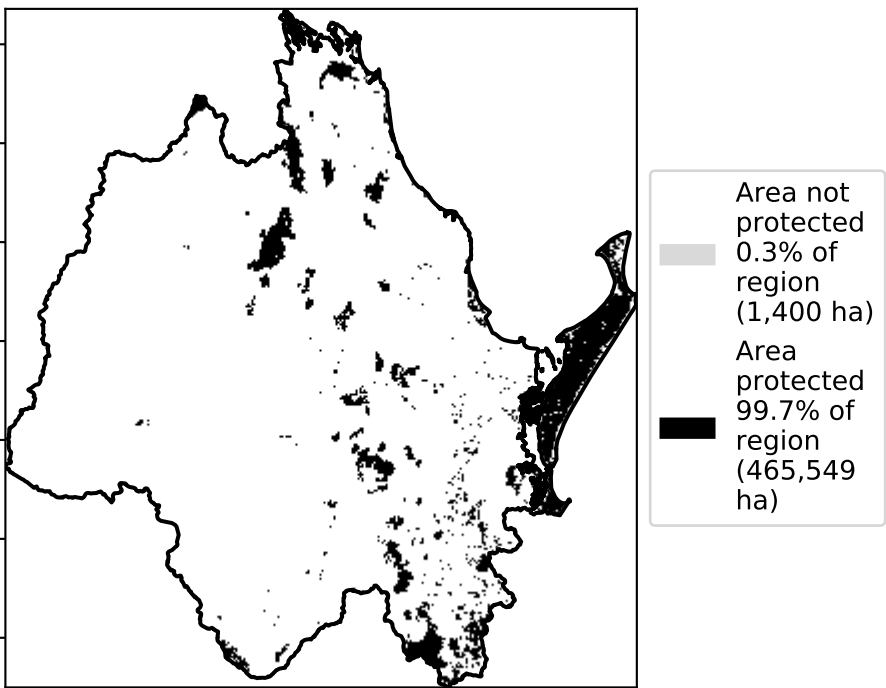 Area not
protected
0.3% of
region
(1,400 ha)
Area
protected
99.7% of
region
(465,549
ha)